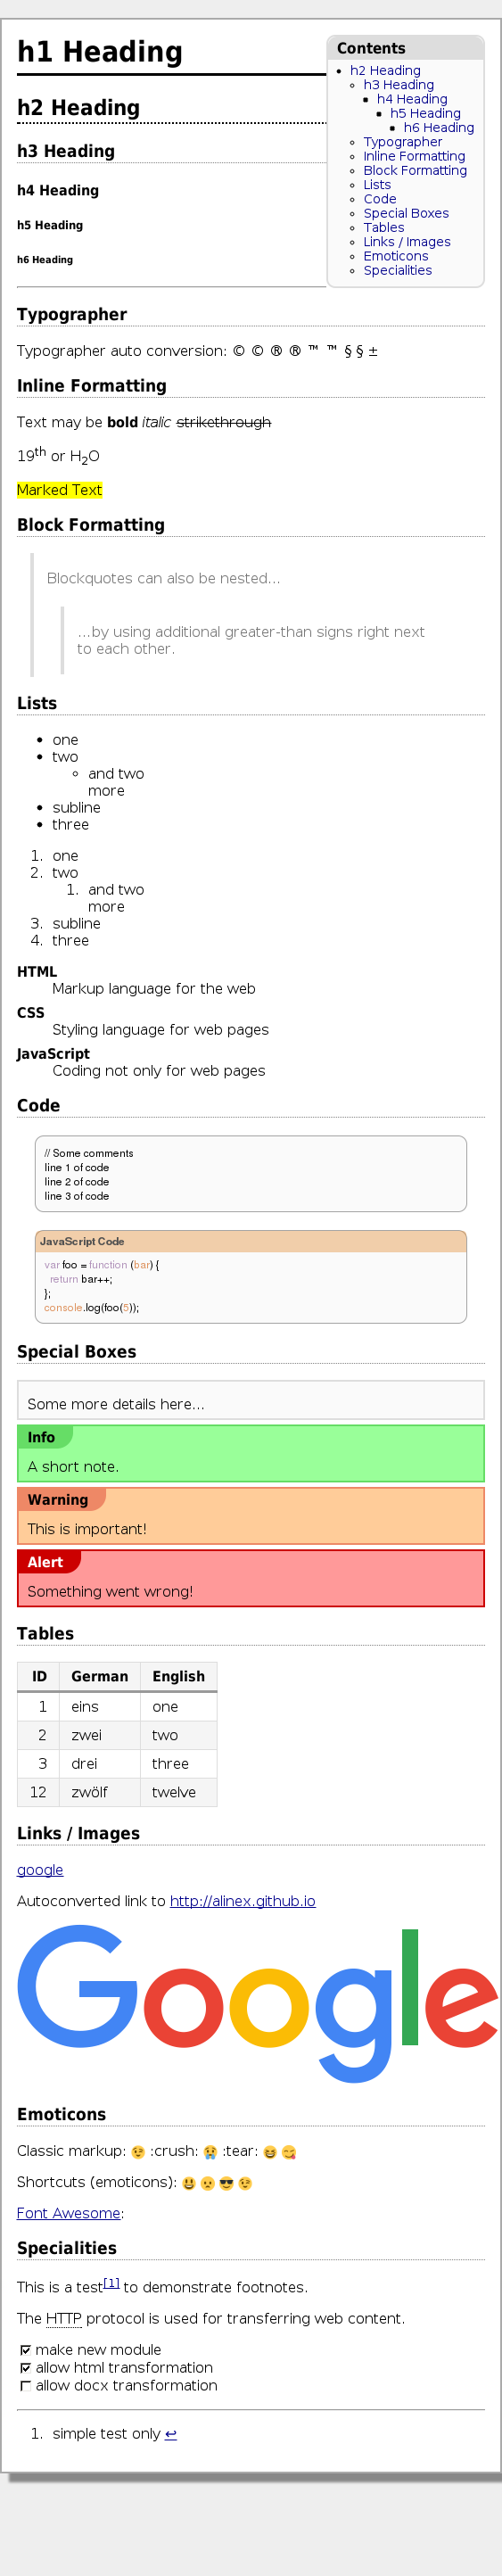 h1 Heading
Contents
h2 Heading
h3 Heading
h4 Heading
h5 Heading
h6 Heading
Typographer
Inline Formatting
Block Formatting
Lists
Code
Special Boxes
Tables
Links / Images
Emoticons
Specialities
h2 Heading
h3 Heading
h4 Heading
h5 Heading
h6 Heading
Typographer
Typographer auto conversion: © © ® ® ™ ™ § § ±
Inline Formatting
Text may be bold italic strikethrough
19th or H2O
Marked Text
Block Formatting
Blockquotes can also be nested...
...by using additional greater-than signs right next
to each other.
Lists
• one
• two
◦ and two
more
• subline
• three
1. one
2. two
1. and two
more
3. subline
4. three
HTML
Markup language for the web
CSS
Styling language for web pages
JavaScript
Coding not only for web pages
Code
// Some comments
line 1 of code
line 2 of code
line 3 of code
JavaScript Code
var foo = function (bar) {
return bar++;
};
console.log(foo(5));
Special Boxes
Some more details here...
Info
A short note.
Warning
This is important!
Alert
Something went wrong!
Tables
ID German English
1 eins one
2 zwei two
3 drei three
12 zwölf twelve
Links / Images
google
Autoconverted link to http://alinex.github.io
Google
Emoticons
Classic markup: 😉 :crush: 😢 :tear: 😆 😋
Shortcuts (emoticons): 😃 🙁 😎 😉
Font Awesome:
Specialities
This is a test[1] to demonstrate footnotes.
The HTTP protocol is used for transferring web content.
☑ make new module
☑ allow html transformation
☐ allow docx transformation
1. simple test only ↩